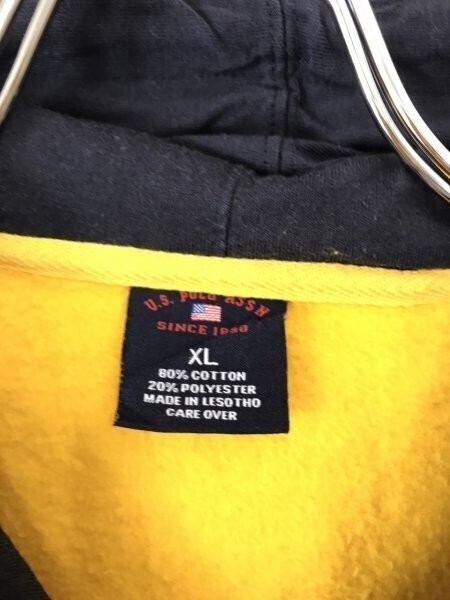 U.S. POLO ASSN
SINCE 1890
XL
80% COTTON
20% POLYESTER
MADE IN LESOTHO
CARE OVER